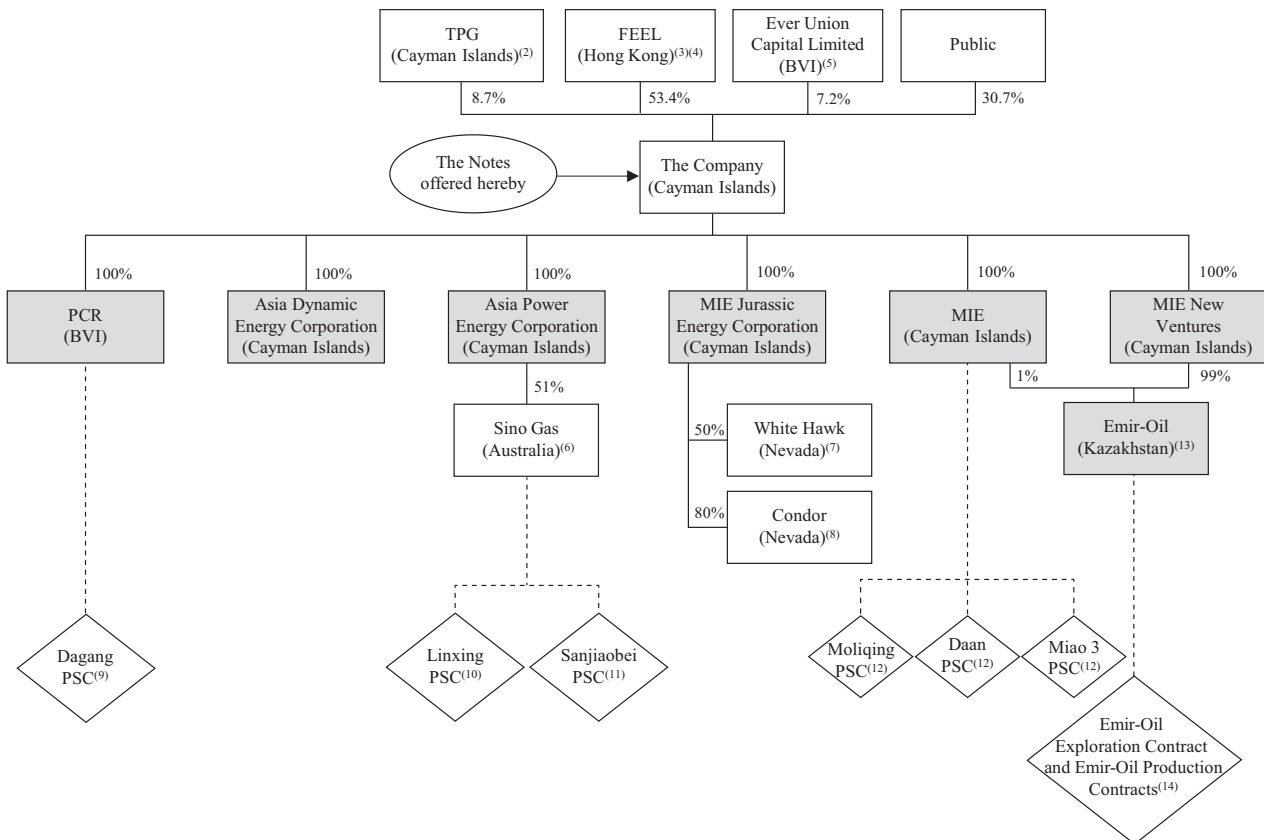 TPG
(Cayman Islands)(2)
FEEL
(Hong Kong)(3)(4)
Ever Union
Capital Limited
(BVI)(5)
Public
8.7%
53.4%
7.2%
30.7%
The Notes
offered hereby
The Company
(Cayman Islands)
100%
100%
100%
100%
100%
100%
PCR
(BVI)
Asia Dynamic
Energy Corporation
(Cayman Islands)
Asia Power
Energy Corporation
(Cayman Islands)
MIE Jurassic
Energy Corporation
(Cayman Islands)
MIE
(Cayman Islands)
MIE New
Ventures
(Cayman Islands)
51%
1%
99%
Sino Gas
(Australia)(6)
50%
White Hawk
(Nevada)(7)
Emir-Oil
(Kazakhstan)(13)
80%
Condor
(Nevada)(8)
Dagang
PSC(9)
Linxing
PSC(10)
Sanjiaobei
PSC(11)
Moliqing
PSC(12)
Daan
PSC(12)
Miao 3
PSC(12)
Emir-Oil
Exploration Contract
and Emir-Oil Production
Contracts(14)